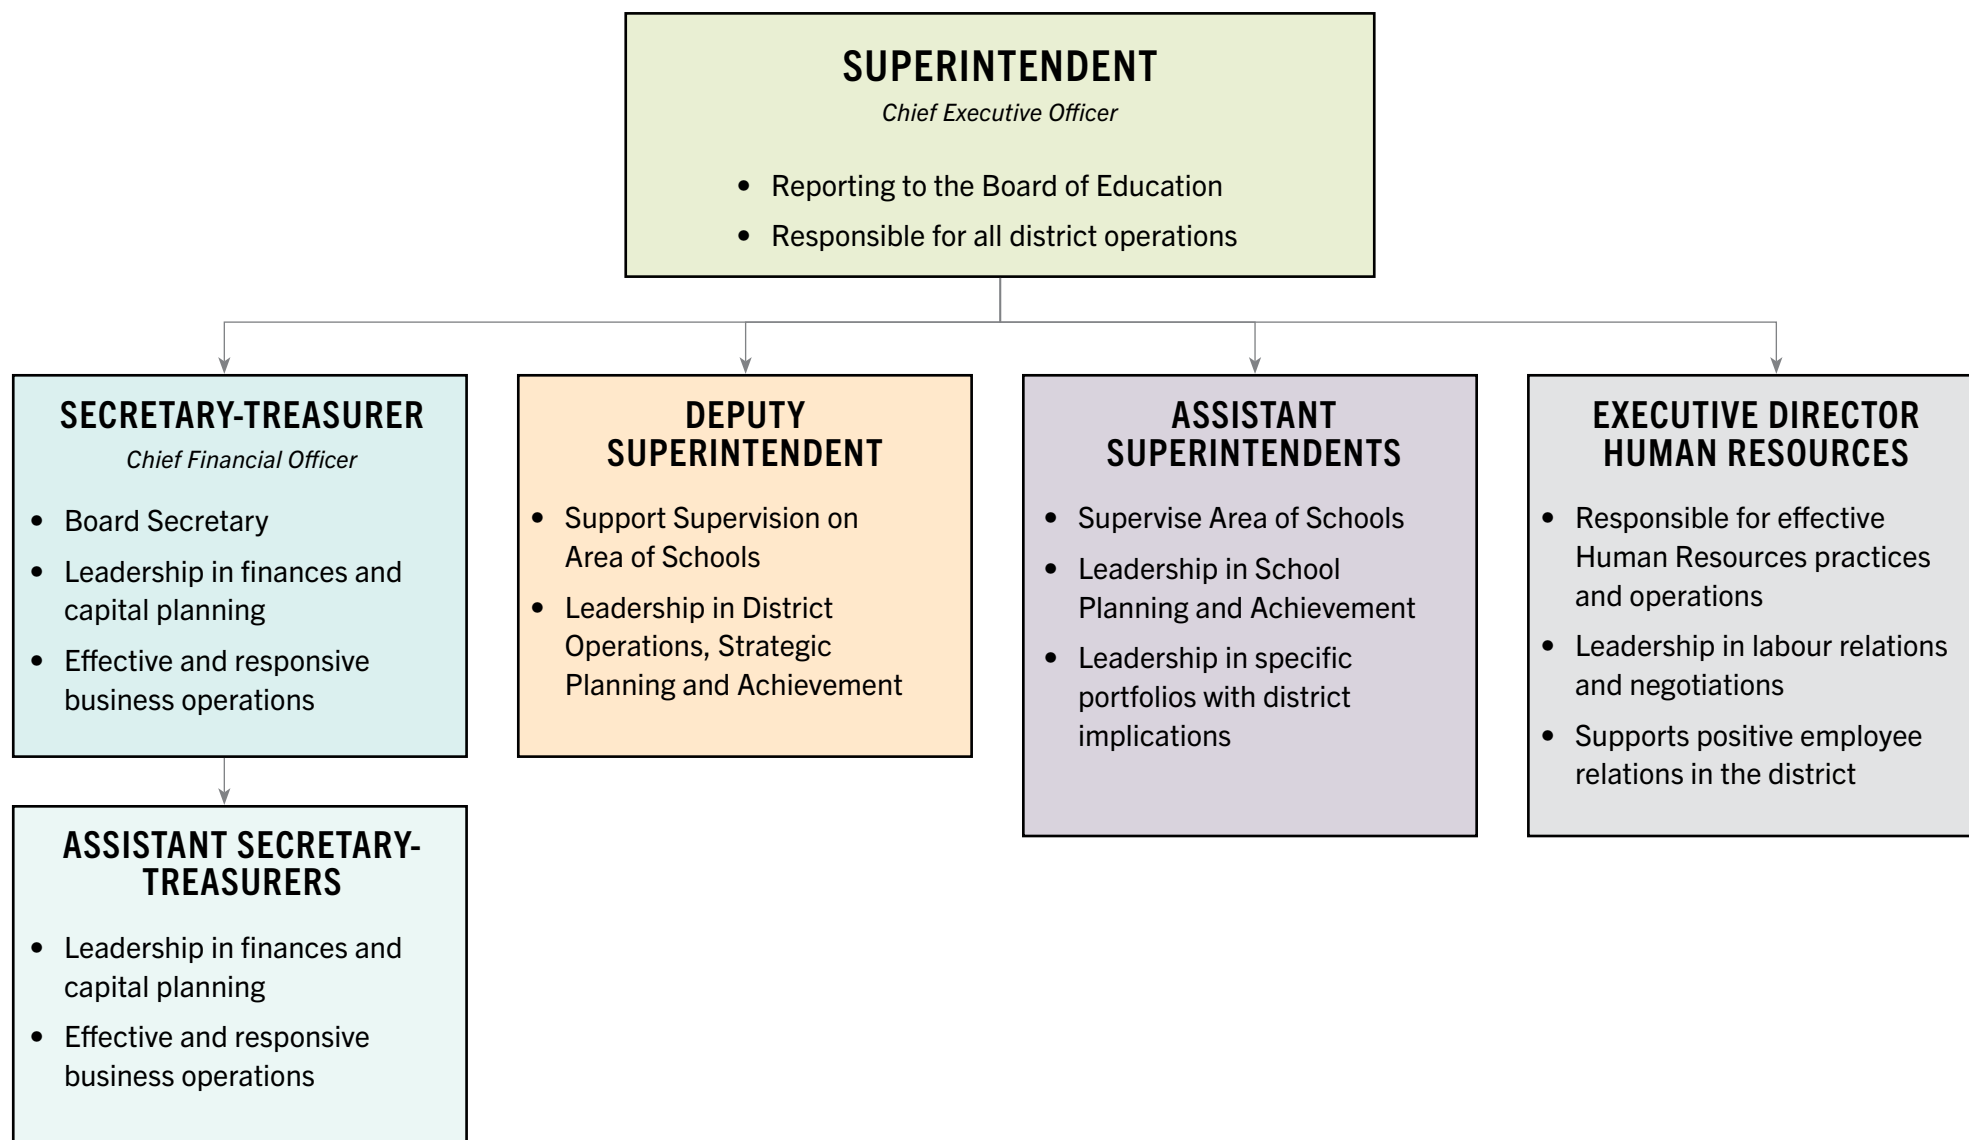 SUPERINTENDENT
Chief Executive Officer
• Reporting to the Board of Education
• Responsible for all district operations
SECRETARY-TREASURER
Chief Financial Officer
• Board Secretary
• Leadership in finances and
capital planning
• Effective and responsive
business operations
DEPUTY
SUPERINTENDENT
• Support Supervision on
Area of Schools
• Leadership in District
Operations, Strategic
Planning and Achievement
ASSISTANT
SUPERINTENDENTS
• Supervise Area of Schools
• Leadership in School
Planning and Achievement
• Leadership in specific
portfolios with district
implications
EXECUTIVE DIRECTOR
HUMAN RESOURCES
• Responsible for effective
Human Resources practices
and operations
• Leadership in labour relations
and negotiations
• Supports positive employee
relations in the district
ASSISTANT SECRETARY-
TREASURERS
• Leadership in finances and
capital planning
• Effective and responsive
business operations